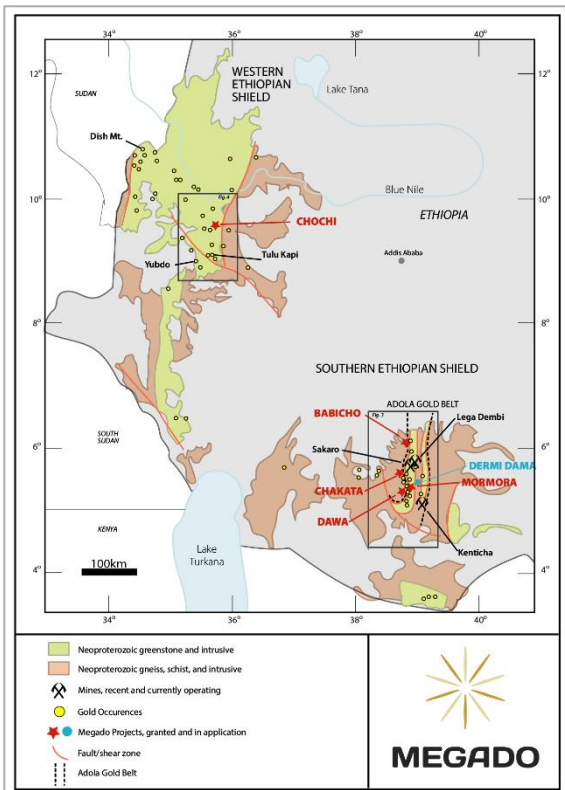 34°
36°
38°
40°
12°
10°
8°
6°
4°
WESTERN
ETHIOPIAN
SHIELD
SUDAN
Lake Tana
Dish Mt.
Blue Nile
Fig.4
ETHIOPIA
CHOCHI
Addis Ababa
Yubdo
Tulu Kapi
SOUTHERN ETHIOPIAN SHIELD
ADOLA GOLD BELT
BABICHO
Lega Dembi
SOUTH
SUDAN
Sakaro
DERMI DAMA
CHAKATA
MORMORA
DAWA
KENYA
Kenticha
Lake
Turkana
100km
34°
36°
38°
40°
Neoproterozoic greenstone and intrusive
Neoproterozoic gneiss, schist, and intrusive
Mines, recent and currently operating
Gold Occurences
Megado Projects, granted and in application
Fault/shear zone
Adola Gold Belt
MEGADO